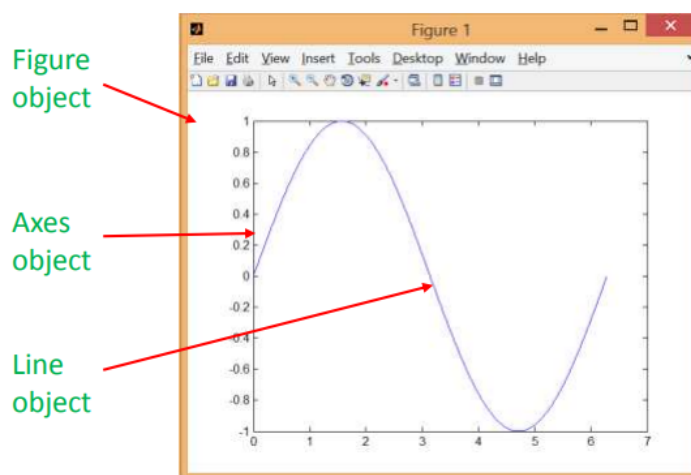 Figure 1
File Edit View Insert Tools Desktop Window Help
Figure
object
Axes
object
Line
object
1
0.8
0.6
0.4
0.2
0
-0.2
-0.4
-0.6
-0.8
-1
0 1 2 3 4 5 6 7